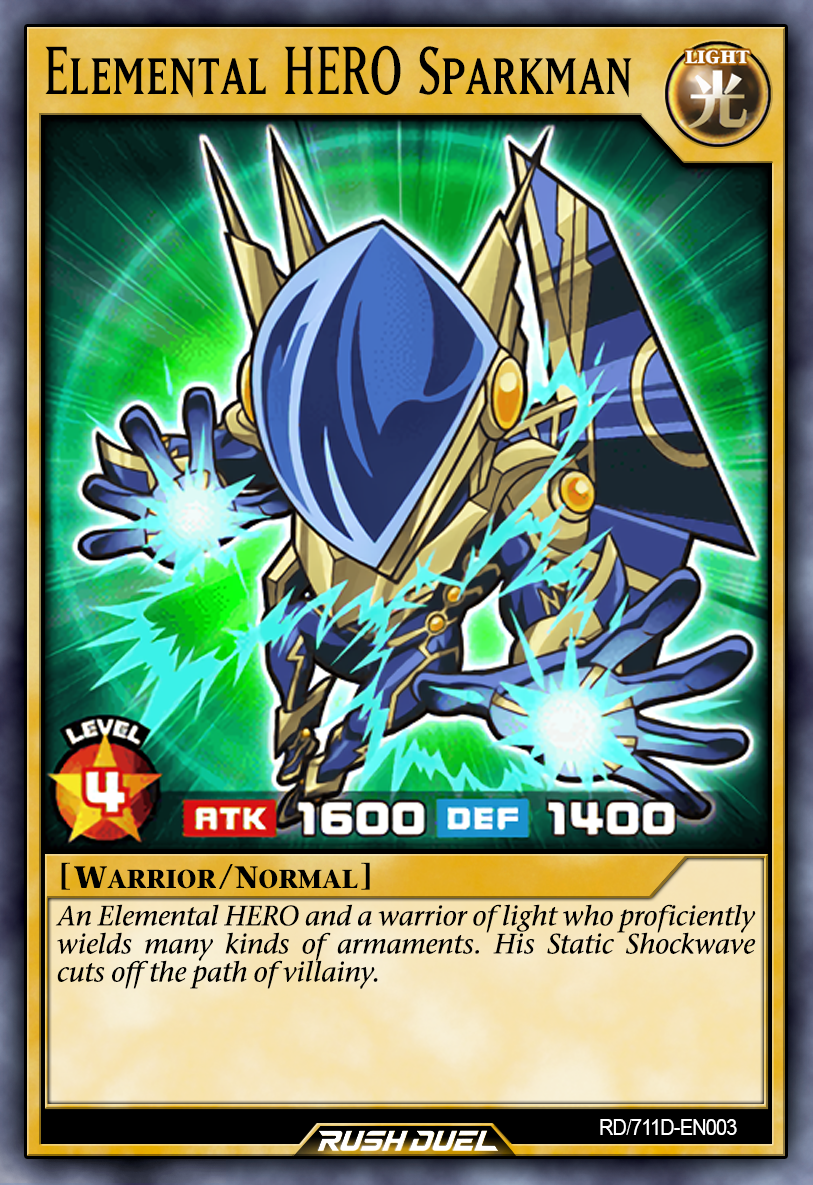 Elemental HERO Sparkman
LIGHT
光
LEVEL
4
ATK 1600 DEF 1400
[Warrior/Normal]
An Elemental HERO and a warrior of light who proficiently
wields many kinds of armaments. His Static Shockwave
cuts off the path of villainy.
RD/711D-EN003
RUSH DUEL